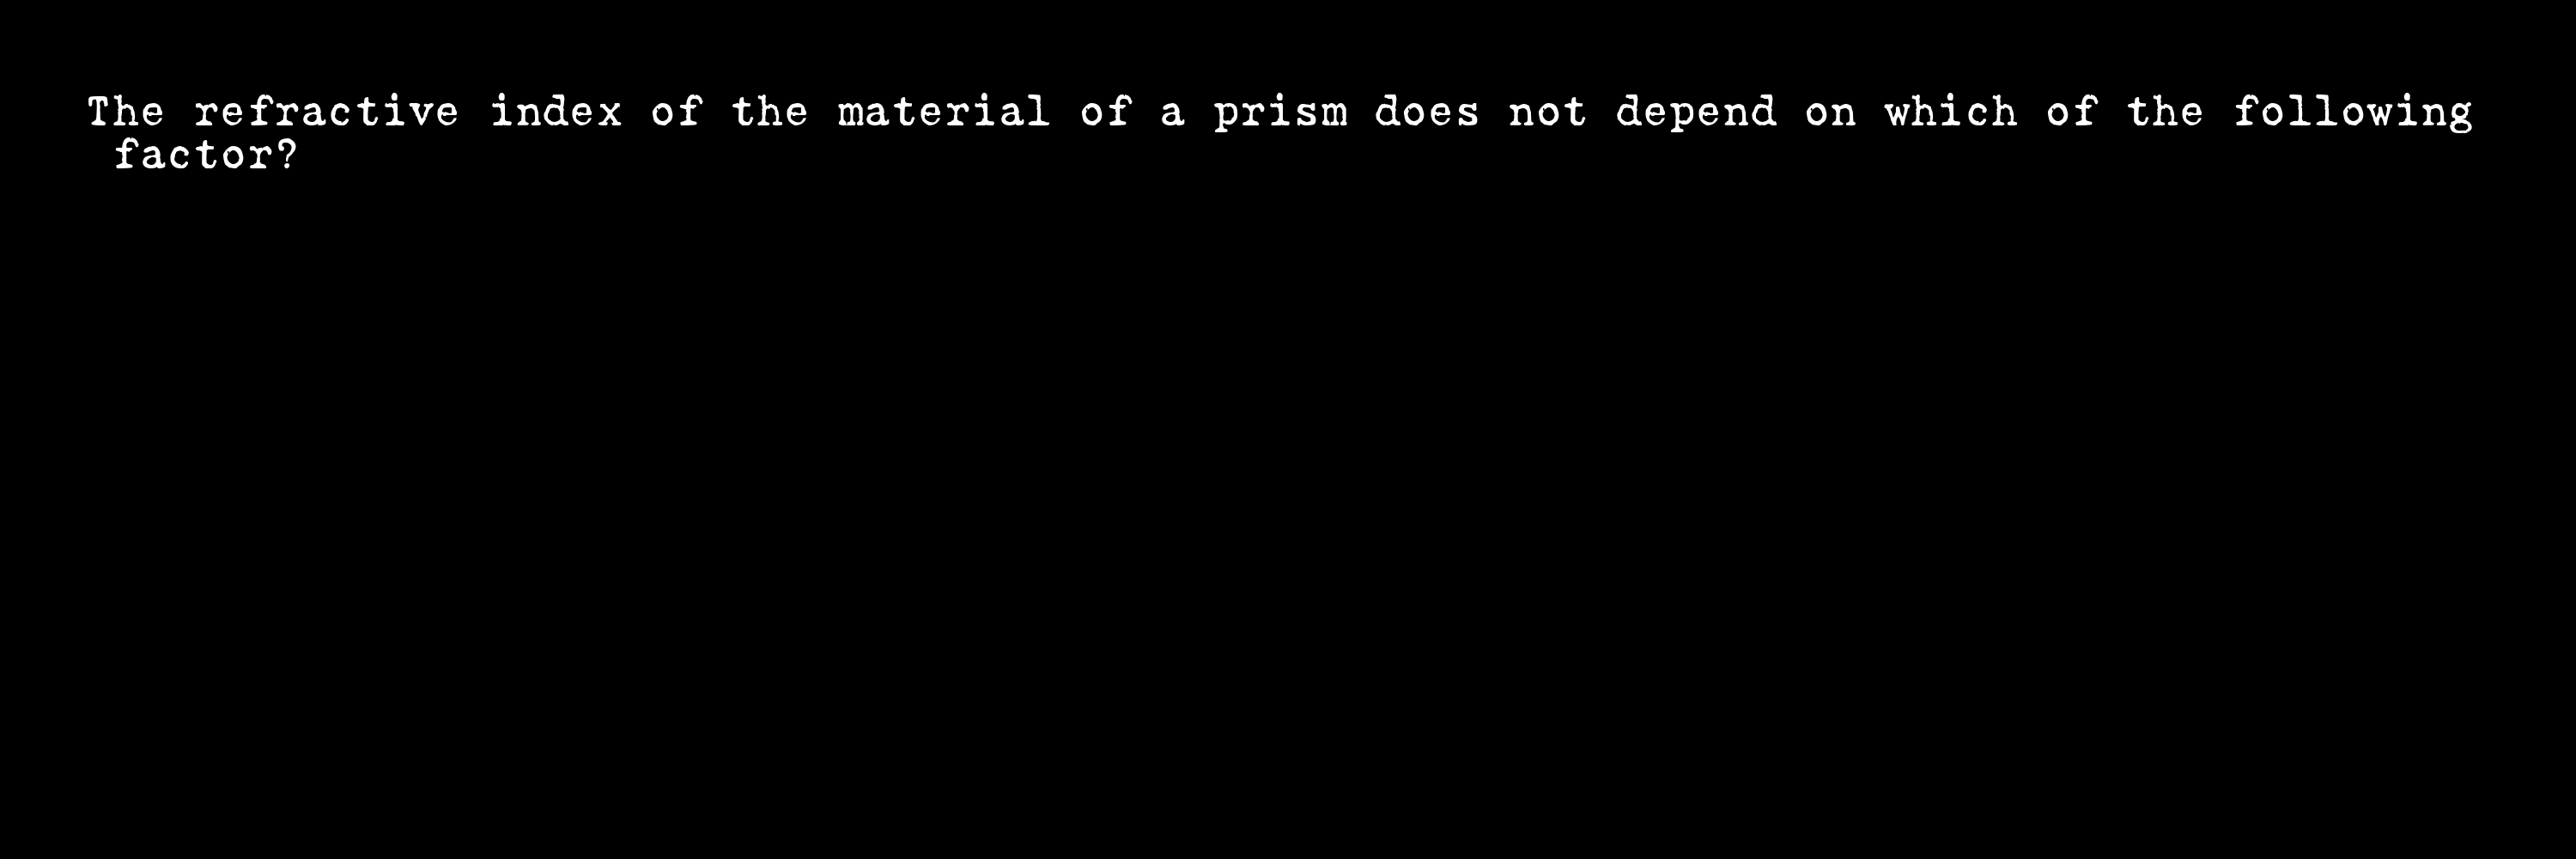 The refractive index of the material of a prism does not depend on which of the following
factor?